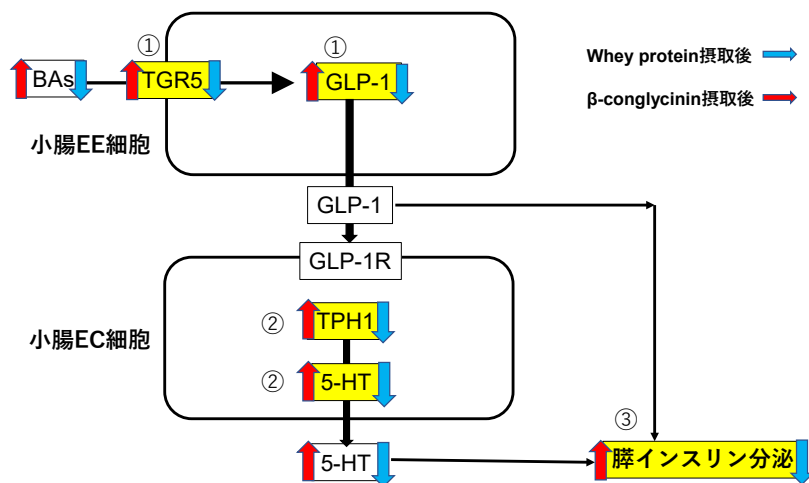 ① ①
BAs TGR5 GLP-1
Whey protein摂取後
β-conglycinin摂取後
小腸EE細胞
GLP-1
GLP-1R
② TPH1
小腸EC細胞
② 5-HT
③
5-HT 膵インスリン分泌